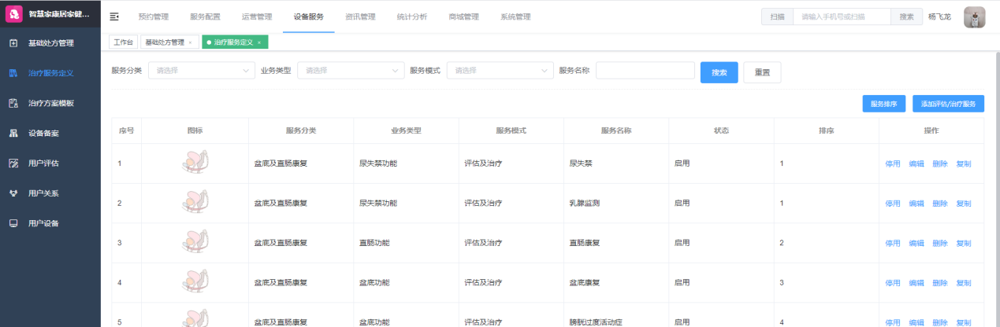 智慧家康居家健...
预约管理 服务配置 运营管理 设备服务 资讯管理 统计分析 商城管理 系统管理
扫描 请输入手机号或扫描 搜索 杨飞龙
工作台 基础处方管理 × 治疗服务定义 ×
基础处方管理
治疗服务定义
治疗方案模板
设备备案
用户评估
用户关系
用户设备
服务分类 请选择 业务类型 请选择 服务模式 请选择 服务名称 搜索 重置
服务排序 添加评估/治疗服务
序号 图标 服务分类 业务类型 服务模式 服务名称 状态 排序 操作
1 盆底及直肠康复 尿失禁功能 评估及治疗 尿失禁 启用 1 停用 编辑 删除 复制
2 盆底及直肠康复 尿失禁功能 评估及治疗 乳腺监测 启用 1 停用 编辑 删除 复制
3 盆底及直肠康复 直肠功能 评估及治疗 直肠康复 启用 2 停用 编辑 删除 复制
4 盆底及直肠康复 盆底功能 评估及治疗 盆底康复 启用 3 停用 编辑 删除 复制
5 盆底及直肠康复 盆底功能 评估及治疗 膀胱过度活动症 启用 4 停用 编辑 删除 复制